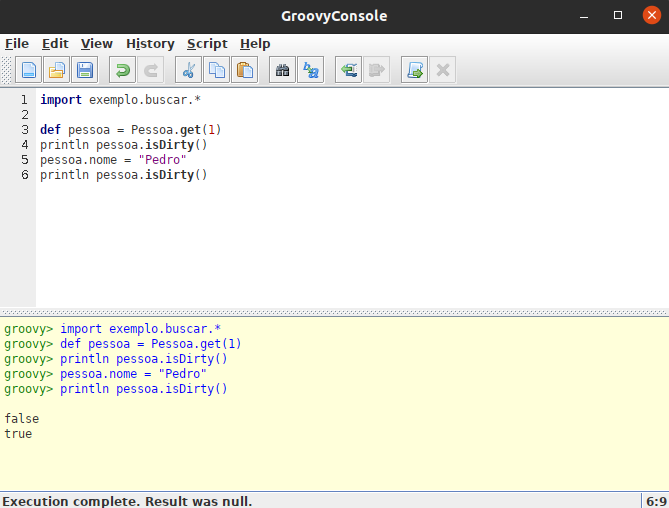 GroovyConsole
File Edit View History Script Help
1 import exemplo.buscar.*
2
3 def pessoa = Pessoa.get(1)
4 println pessoa.isDirty()
5 pessoa.nome = "Pedro"
6 println pessoa.isDirty()
groovy> import exemplo.buscar.*
groovy> def pessoa = Pessoa.get(1)
groovy> println pessoa.isDirty()
groovy> pessoa.nome = "Pedro"
groovy> println pessoa.isDirty()
false
true
Execution complete. Result was null. 6:9